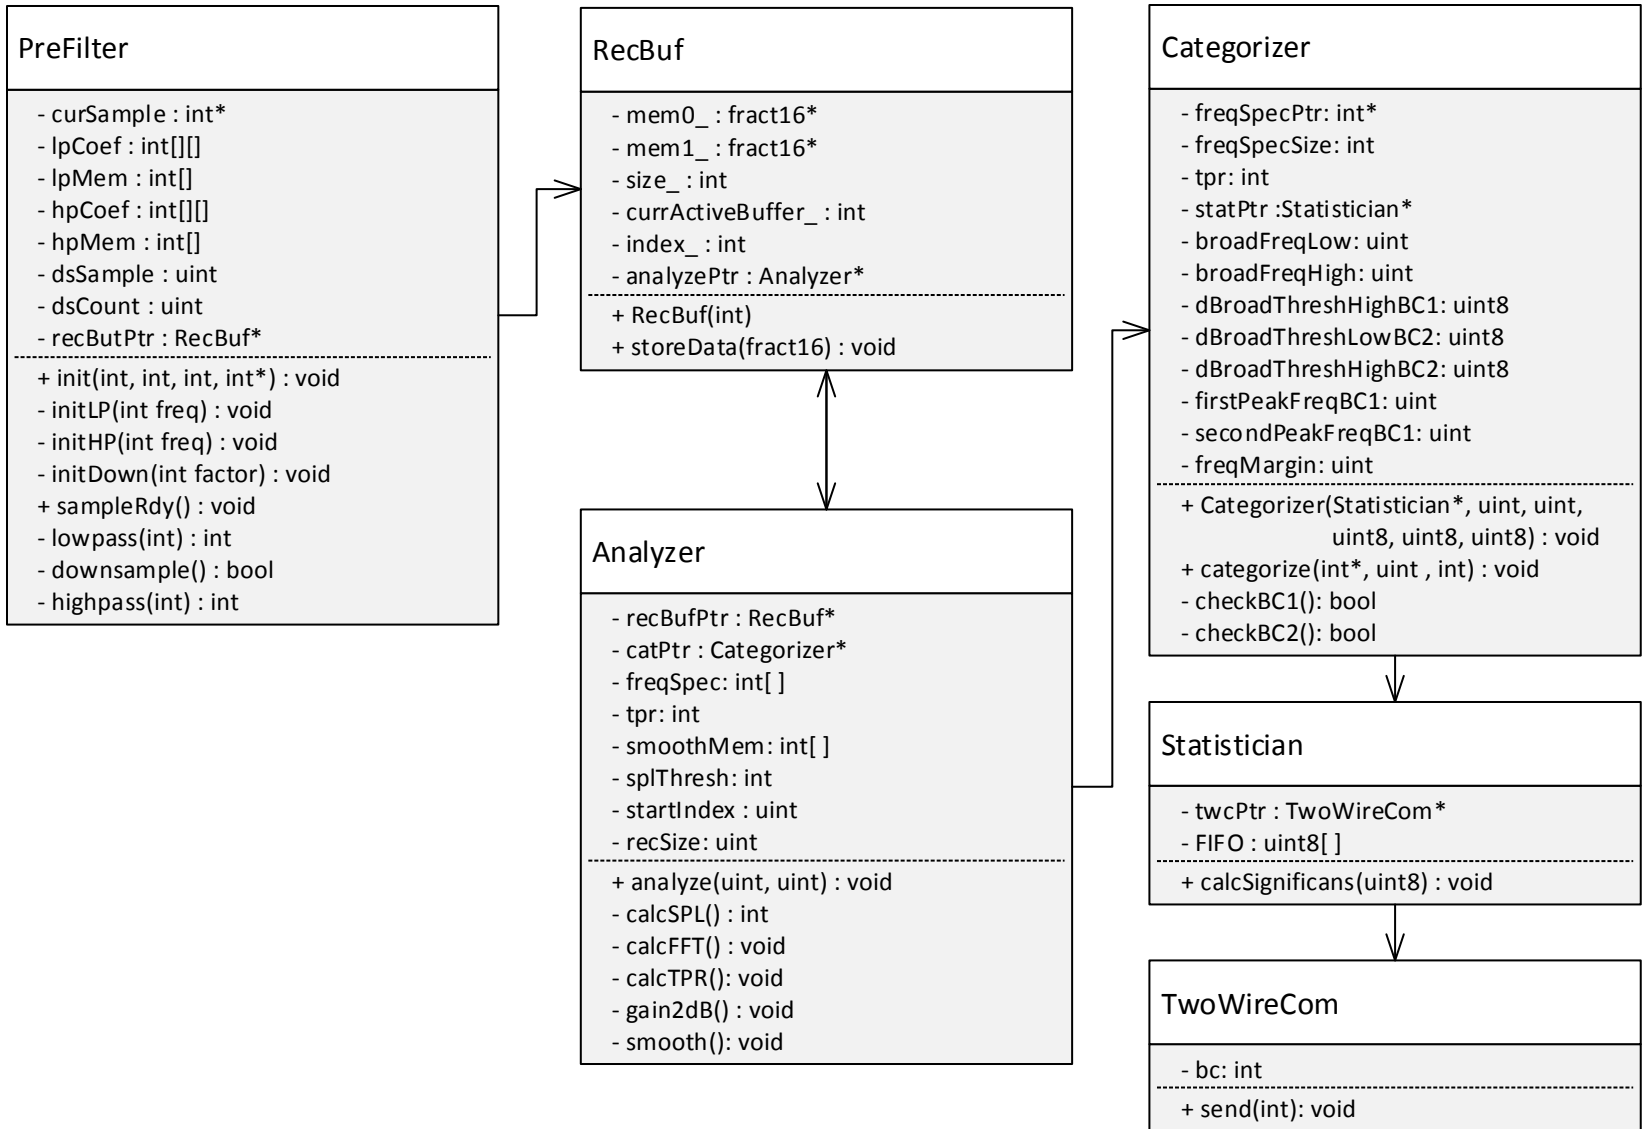 PreFilter
- curSample : int*
- lpCoef : int[][]
- lpMem : int[]
- hpCoef : int[][]
- hpMem : int[]
- dsSample : uint
- dsCount : uint
- recButPtr : RecBuf*
+ init(int, int, int, int*) : void
- initLP(int freq) : void
- initHP(int freq) : void
- initDown(int factor) : void
+ sampleRdy() : void
- lowpass(int) : int
- downsample() : bool
- highpass(int) : int
RecBuf
- mem0_ : fract16*
- mem1_ : fract16*
- size_ : int
- currActiveBuffer_ : int
- index_ : int
- analyzePtr : Analyzer*
+ RecBuf(int)
+ storeData(fract16) : void
Analyzer
- recBufPtr : RecBuf*
- catPtr : Categorizer*
- freqSpec: int[ ]
- tpr: int
- smoothMem: int[ ]
- splThresh: int
- startIndex : uint
- recSize: uint
+ analyze(uint, uint) : void
- calcSPL() : int
- calcFFT() : void
- calcTPR(): void
- gain2dB() : void
- smooth(): void
Categorizer
- freqSpecPtr: int*
- freqSpecSize: int
- tpr: int
- statPtr :Statistician*
- broadFreqLow: uint
- broadFreqHigh: uint
- dBroadThreshHighBC1: uint8
- dBroadThreshLowBC2: uint8
- dBroadThreshHighBC2: uint8
- firstPeakFreqBC1: uint
- secondPeakFreqBC1: uint
- freqMargin: uint
+ Categorizer(Statistician*, uint, uint,
uint8, uint8, uint8) : void
+ categorize(int*, uint , int) : void
- checkBC1(): bool
- checkBC2(): bool
Statistician
- twcPtr : TwoWireCom*
- FIFO : uint8[ ]
+ calcSignificans(uint8) : void
TwoWireCom
- bc: int
+ send(int): void